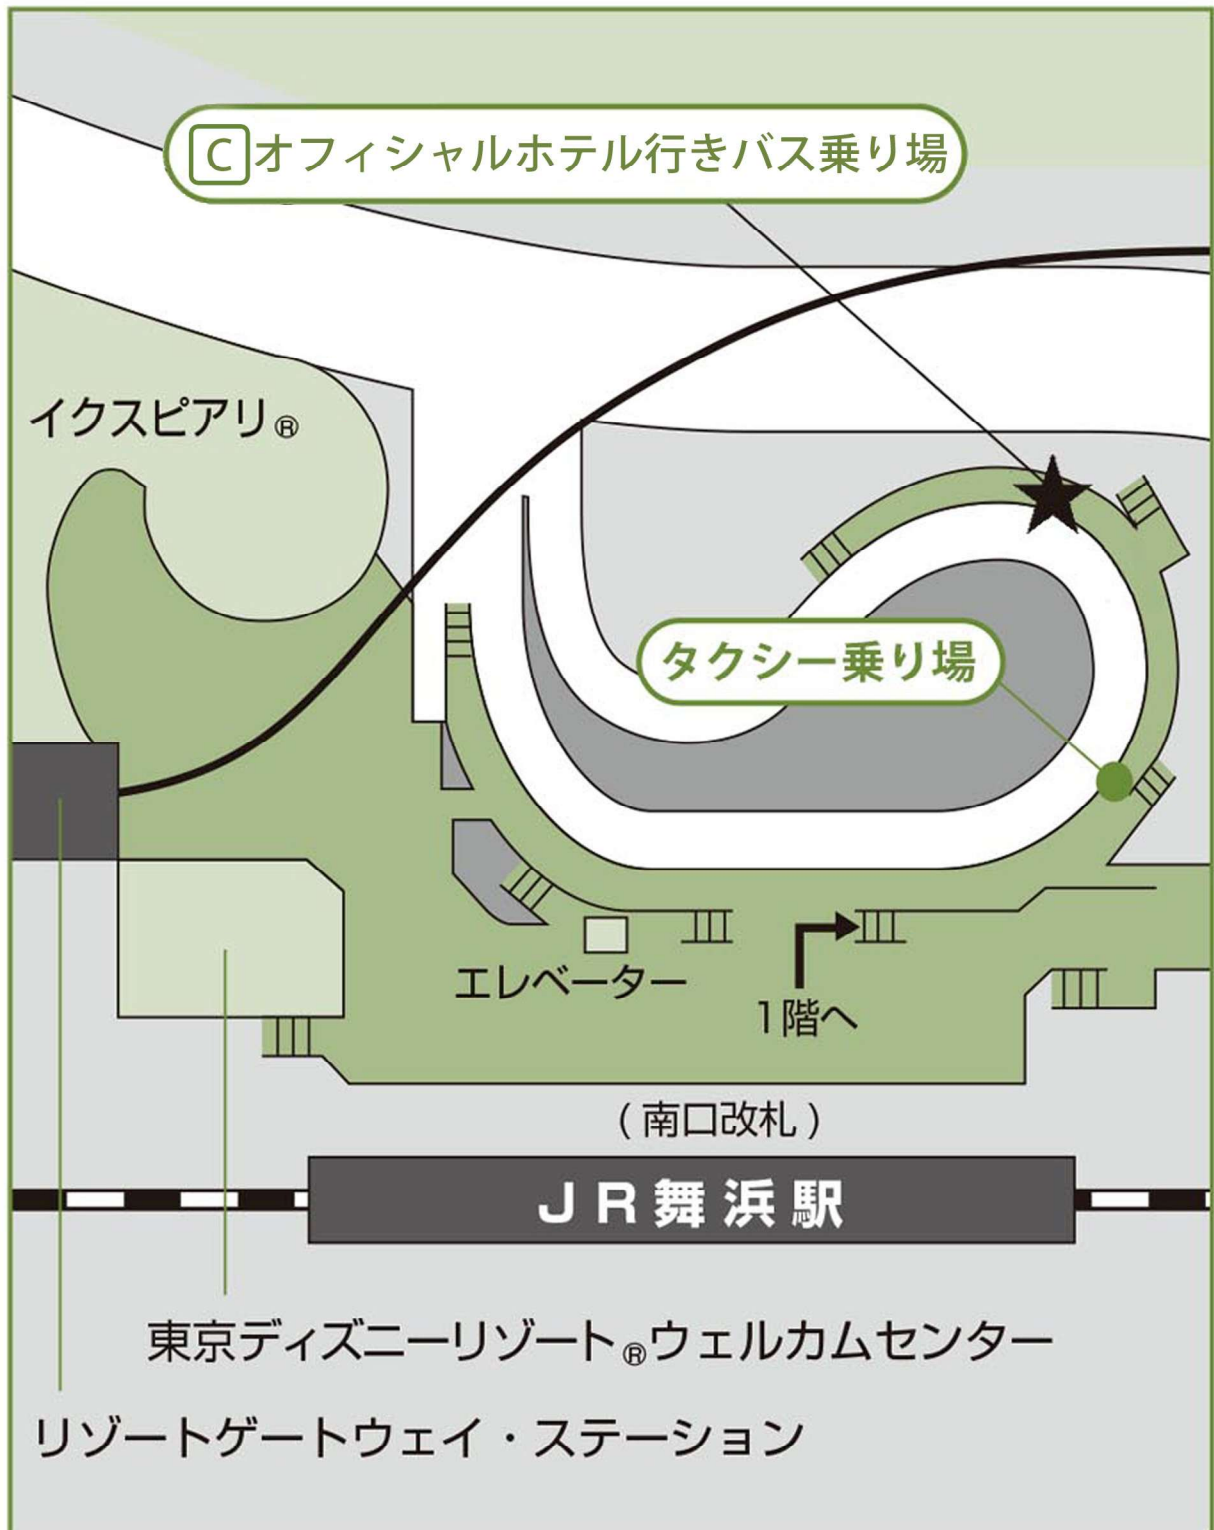 Cオフィシャルホテル行きバス乗り場
イクスピアリ®
タクシー乗り場
エレベーター
1階へ
(南口改札)
JR舞浜駅
東京ディズニーリゾート®ウェルカムセンター
リゾートゲートウェイ・ステーション